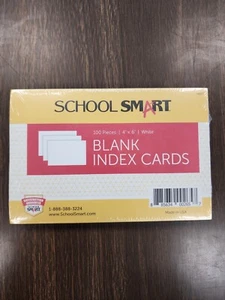 SCHOOL SMART
100 Pieces | 4" x 6" | White
BLANK
INDEX CARDS
1-888-388-3224
www.SchoolSmart.com